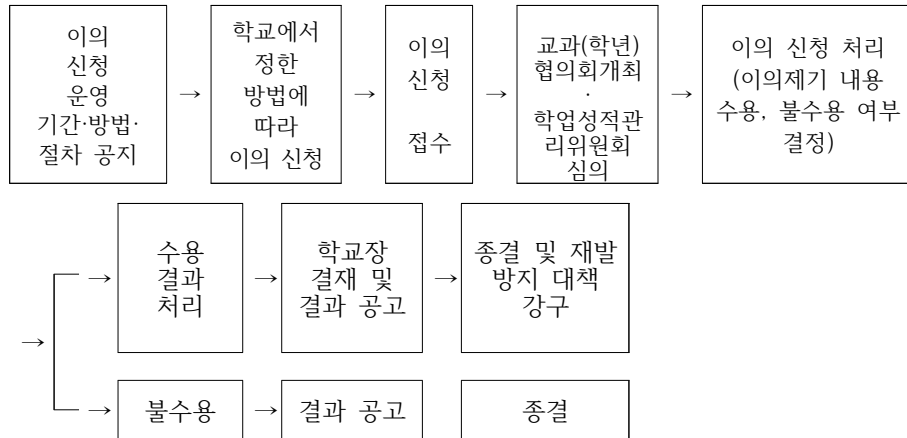 이의
신청
운영
기간·방법·
절차 공지
→
학교에서
정한
방법에
따라
이의 신청
→
이의
신청
접수
→
교과(학년)
협의회개최
·
학업성적관
리위원회
심의
→
이의 신청 처리
(이의제기 내용
수용, 불수용 여부
결정)
→
→
수용
결과
처리
→
학교장
결재 및
결과 공고
→
종결 및 재발
방지 대책
강구
→
불수용
→
결과 공고
종결